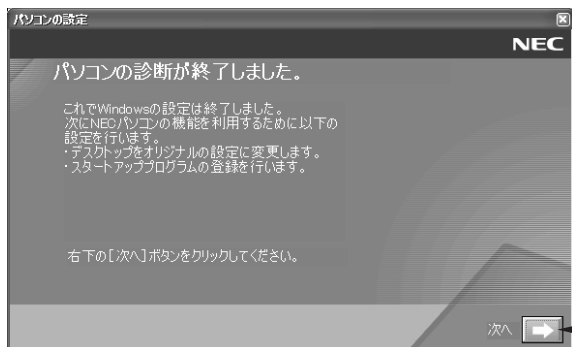 パソコンの設定
NEC
パソコンの診断が終了しました。
これでWindowsの設定は終了しました。
次にNECパソコンの機能を利用するために以下の
設定を行います。
・デスクトップをオリジナルの設定に変更します。
・スタートアッププログラムの登録を行います。
右下の[次へ]ボタンをクリックしてください。
次へ